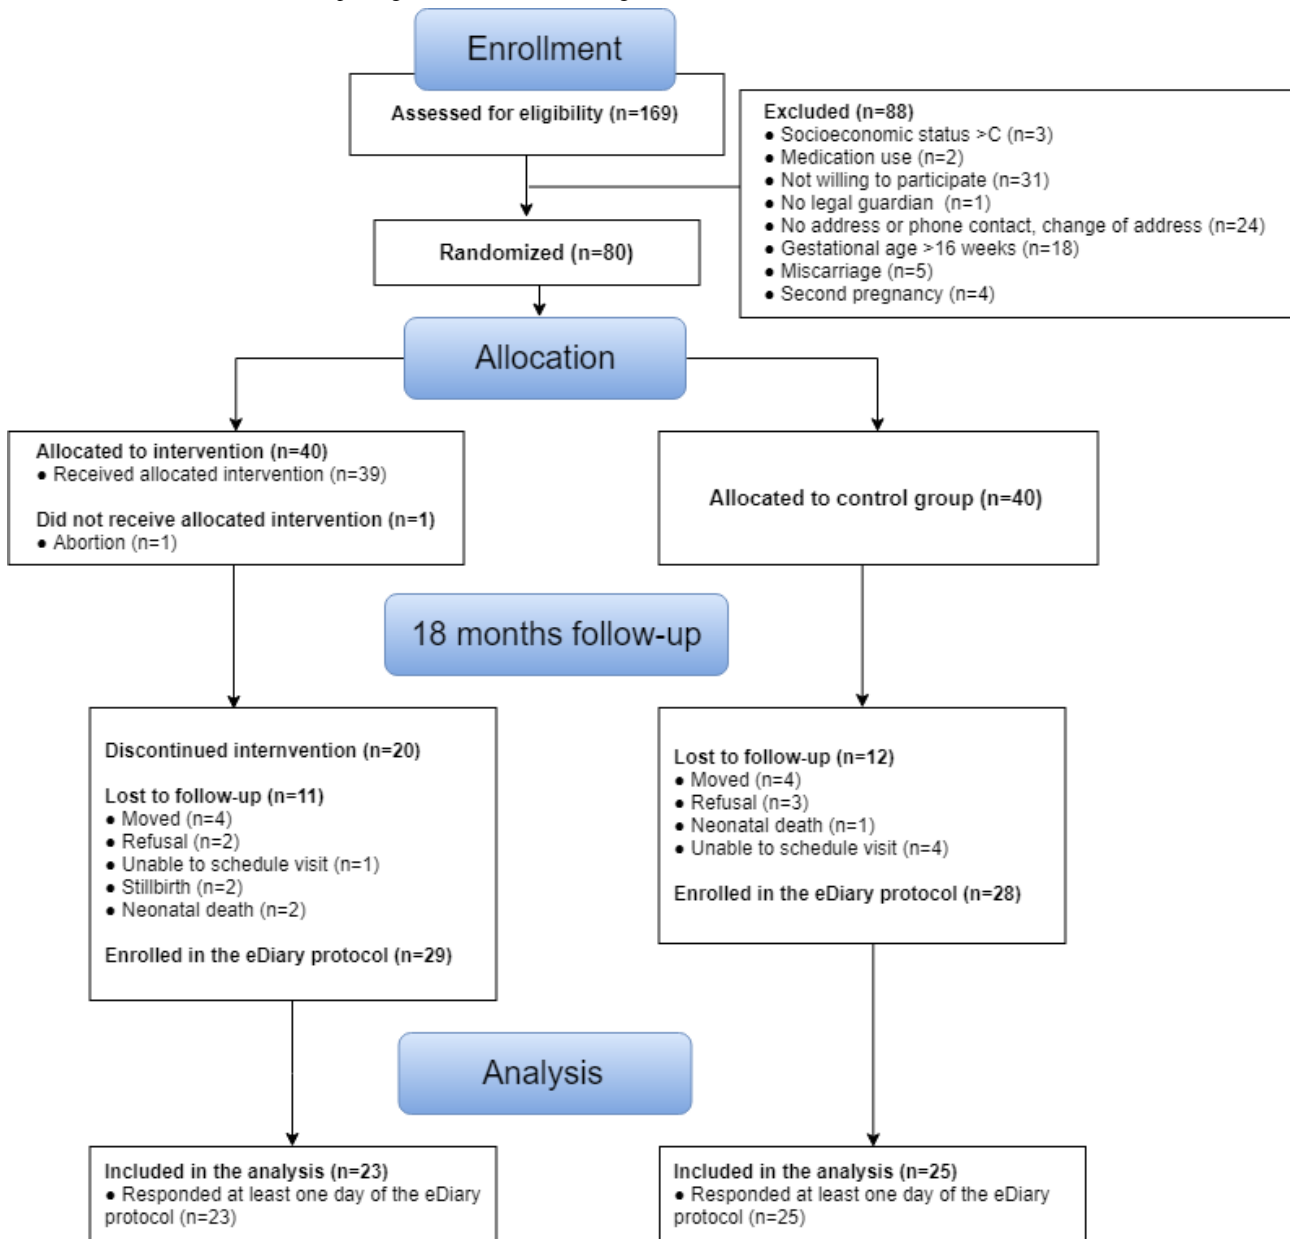 Enrollment
Assessed for eligibility (n=169)
Excluded (n=88)
● Socioeconomic status >C (n=3)
● Medication use (n=2)
● Not willing to participate (n=31)
● No legal guardian (n=1)
● No address or phone contact, change of address (n=24)
● Gestational age >16 weeks (n=18)
● Miscarriage (n=5)
● Second pregnancy (n=4)
Randomized (n=80)
Allocation
Allocated to intervention (n=40)
● Received allocated intervention (n=39)
Did not receive allocated intervention (n=1)
● Abortion (n=1)
Allocated to control group (n=40)
18 months follow-up
Discontinued internvention (n=20)
Lost to follow-up (n=11)
● Moved (n=4)
● Refusal (n=2)
● Unable to schedule visit (n=1)
● Stillbirth (n=2)
● Neonatal death (n=2)
Enrolled in the eDiary protocol (n=29)
Lost to follow-up (n=12)
● Moved (n=4)
● Refusal (n=3)
● Neonatal death (n=1)
● Unable to schedule visit (n=4)
Enrolled in the eDiary protocol (n=28)
Analysis
Included in the analysis (n=23)
● Responded at least one day of the eDiary
protocol (n=23)
Included in the analysis (n=25)
● Responded at least one day of the eDiary
protocol (n=25)